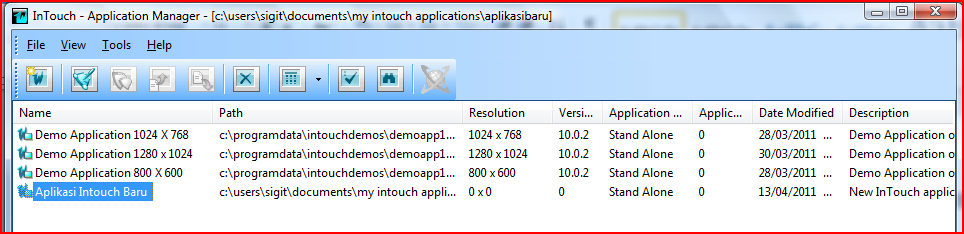 InTouch - Application Manager - [c:\users\sigit\documents\my intouch applications\aplikasibaru]
File View Tools Help
Name Path Resolution Versi... Application ... Applic... Date Modified Description
Demo Application 1024 X 768 c:\programdata\intouchdemos\demoapp1... 1024 x 768 10.0.2 Stand Alone 0 28/03/2011 ... Demo Application o
Demo Application 1280 x 1024 c:\programdata\intouchdemos\demoapp1... 1280 x 1024 10.0.2 Stand Alone 0 30/03/2011 ... Demo Application o
Demo Application 800 X 600 c:\programdata\intouchdemos\demoapp1... 800 x 600 10.0.2 Stand Alone 0 28/03/2011 ... Demo Application o
Aplikasi Intouch Baru c:\users\sigit\documents\my intouch appli... 0 x 0 Stand Alone 0 13/04/2011 ... New InTouch applic